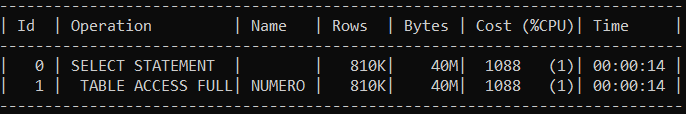 --------------------------------------------------------------------------
| Id  | Operation         | Name   | Rows  | Bytes | Cost (%CPU)| Time     |
--------------------------------------------------------------------------
|   0 | SELECT STATEMENT  |        |   810K|    40M|  1088   (1)| 00:00:14 |
|   1 |  TABLE ACCESS FULL| NUMERO |   810K|    40M|  1088   (1)| 00:00:14 |
--------------------------------------------------------------------------